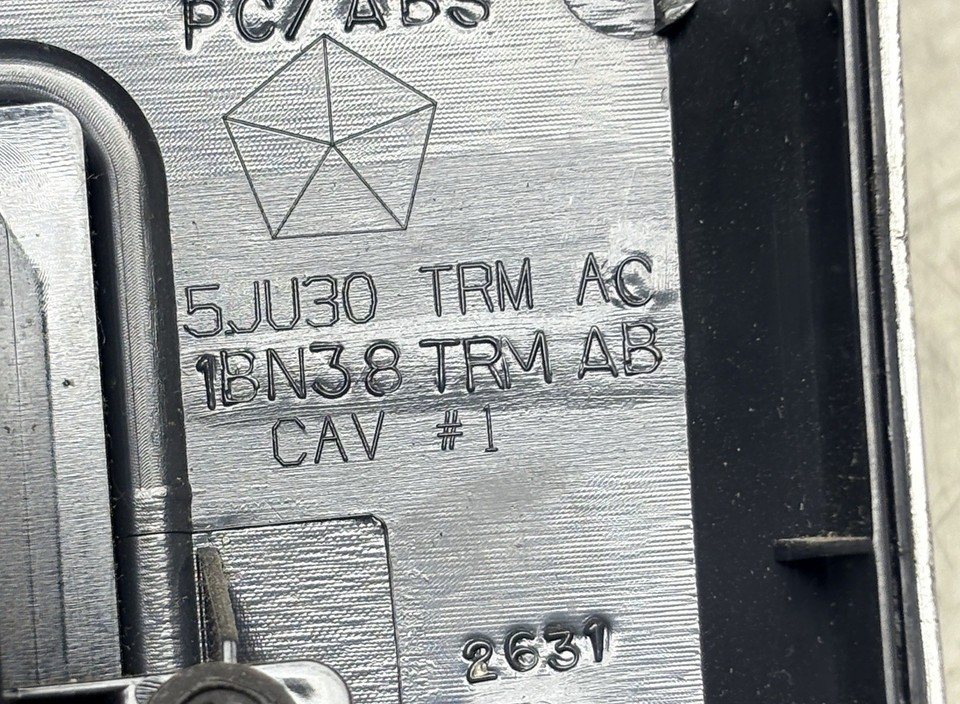 PC/ABS
5JU30 TRM AC
1BN38 TRM AB
CAV #1
2631